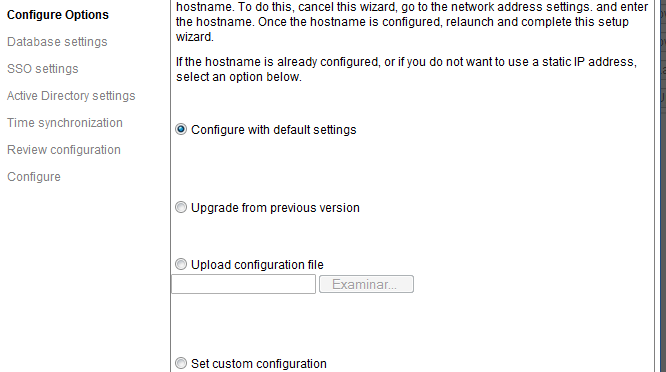 Configure Options
Database settings
SSO settings
Active Directory settings
Time synchronization
Review configuration
Configure
hostname. To do this, cancel this wizard, go to the network address settings. and enter
the hostname. Once the hostname is configured, relaunch and complete this setup
wizard.
If the hostname is already configured, or if you do not want to use a static IP address,
select an option below.
Configure with default settings
Upgrade from previous version
Upload configuration file
Examinar...
Set custom configuration